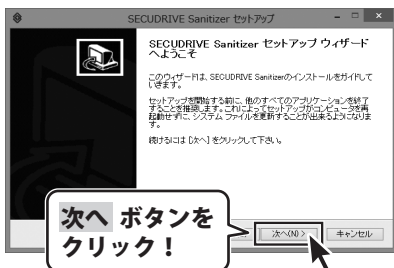 SECUDRIVE Sanitizer セットアップ
SECUDRIVE Sanitizer セットアップ ウィザード
へようこそ
このウィザードは、SECUDRIVE Sanitizerのインストールをガイドして
いきます。
セットアップを開始する前に、他のすべてのアプリケーションを終了
することを推奨します。これによってセットアップがコンピュータを再
起動せずに、システム ファイルを更新することが出来るようになりま
す。
続けるには [次へ] をクリックして下さい。
次へ ボタンを
クリック！
次へ(N) >
キャンセル